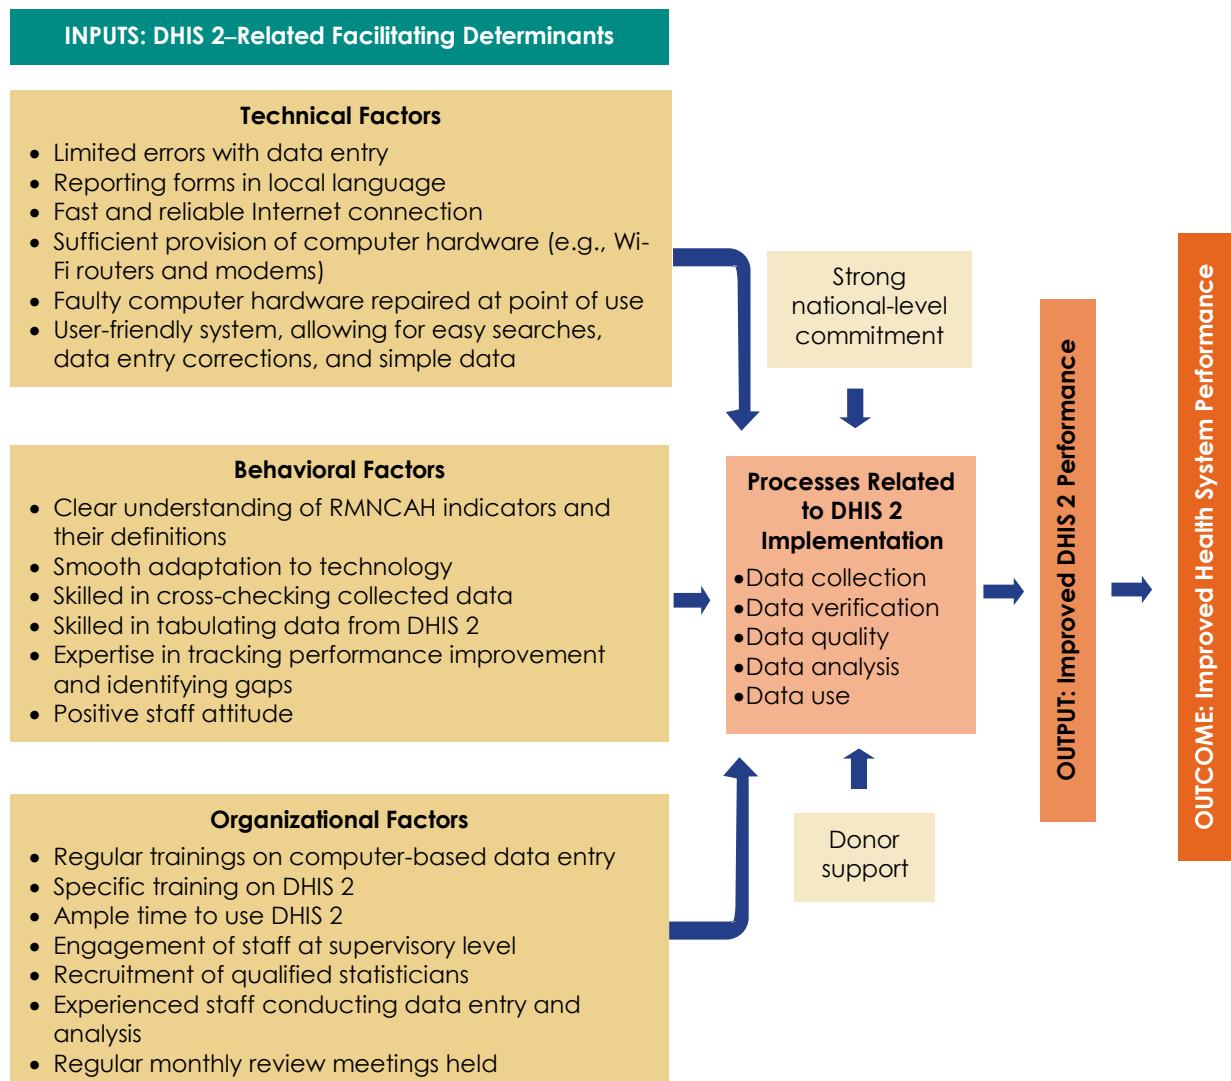 INPUTS: DHIS 2–Related Facilitating Determinants
Technical Factors
• Limited errors with data entry
• Reporting forms in local language
• Fast and reliable Internet connection
• Sufficient provision of computer hardware (e.g., Wi-
Fi routers and modems)
• Faulty computer hardware repaired at point of use
• User-friendly system, allowing for easy searches,
data entry corrections, and simple data
Behavioral Factors
• Clear understanding of RMNCAH indicators and
their definitions
• Smooth adaptation to technology
• Skilled in cross-checking collected data
• Skilled in tabulating data from DHIS 2
• Expertise in tracking performance improvement
and identifying gaps
• Positive staff attitude
Organizational Factors
• Regular trainings on computer-based data entry
• Specific training on DHIS 2
• Ample time to use DHIS 2
• Engagement of staff at supervisory level
• Recruitment of qualified statisticians
• Experienced staff conducting data entry and
analysis
• Regular monthly review meetings held
Strong
national-level
commitment
Processes Related
to DHIS 2
Implementation
•Data collection
•Data verification
•Data quality
•Data analysis
•Data use
Donor
support
OUTPUT: Improved DHIS 2 Performance
OUTCOME: Improved Health System Performance